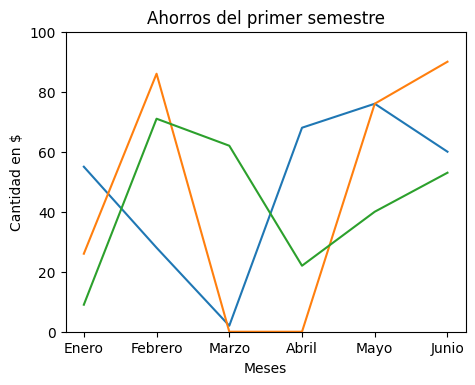 Ahorros del primer semestre
Cantidad en $
100
80
60
40
20
0
Enero Febrero Marzo Abril Mayo Junio
Meses